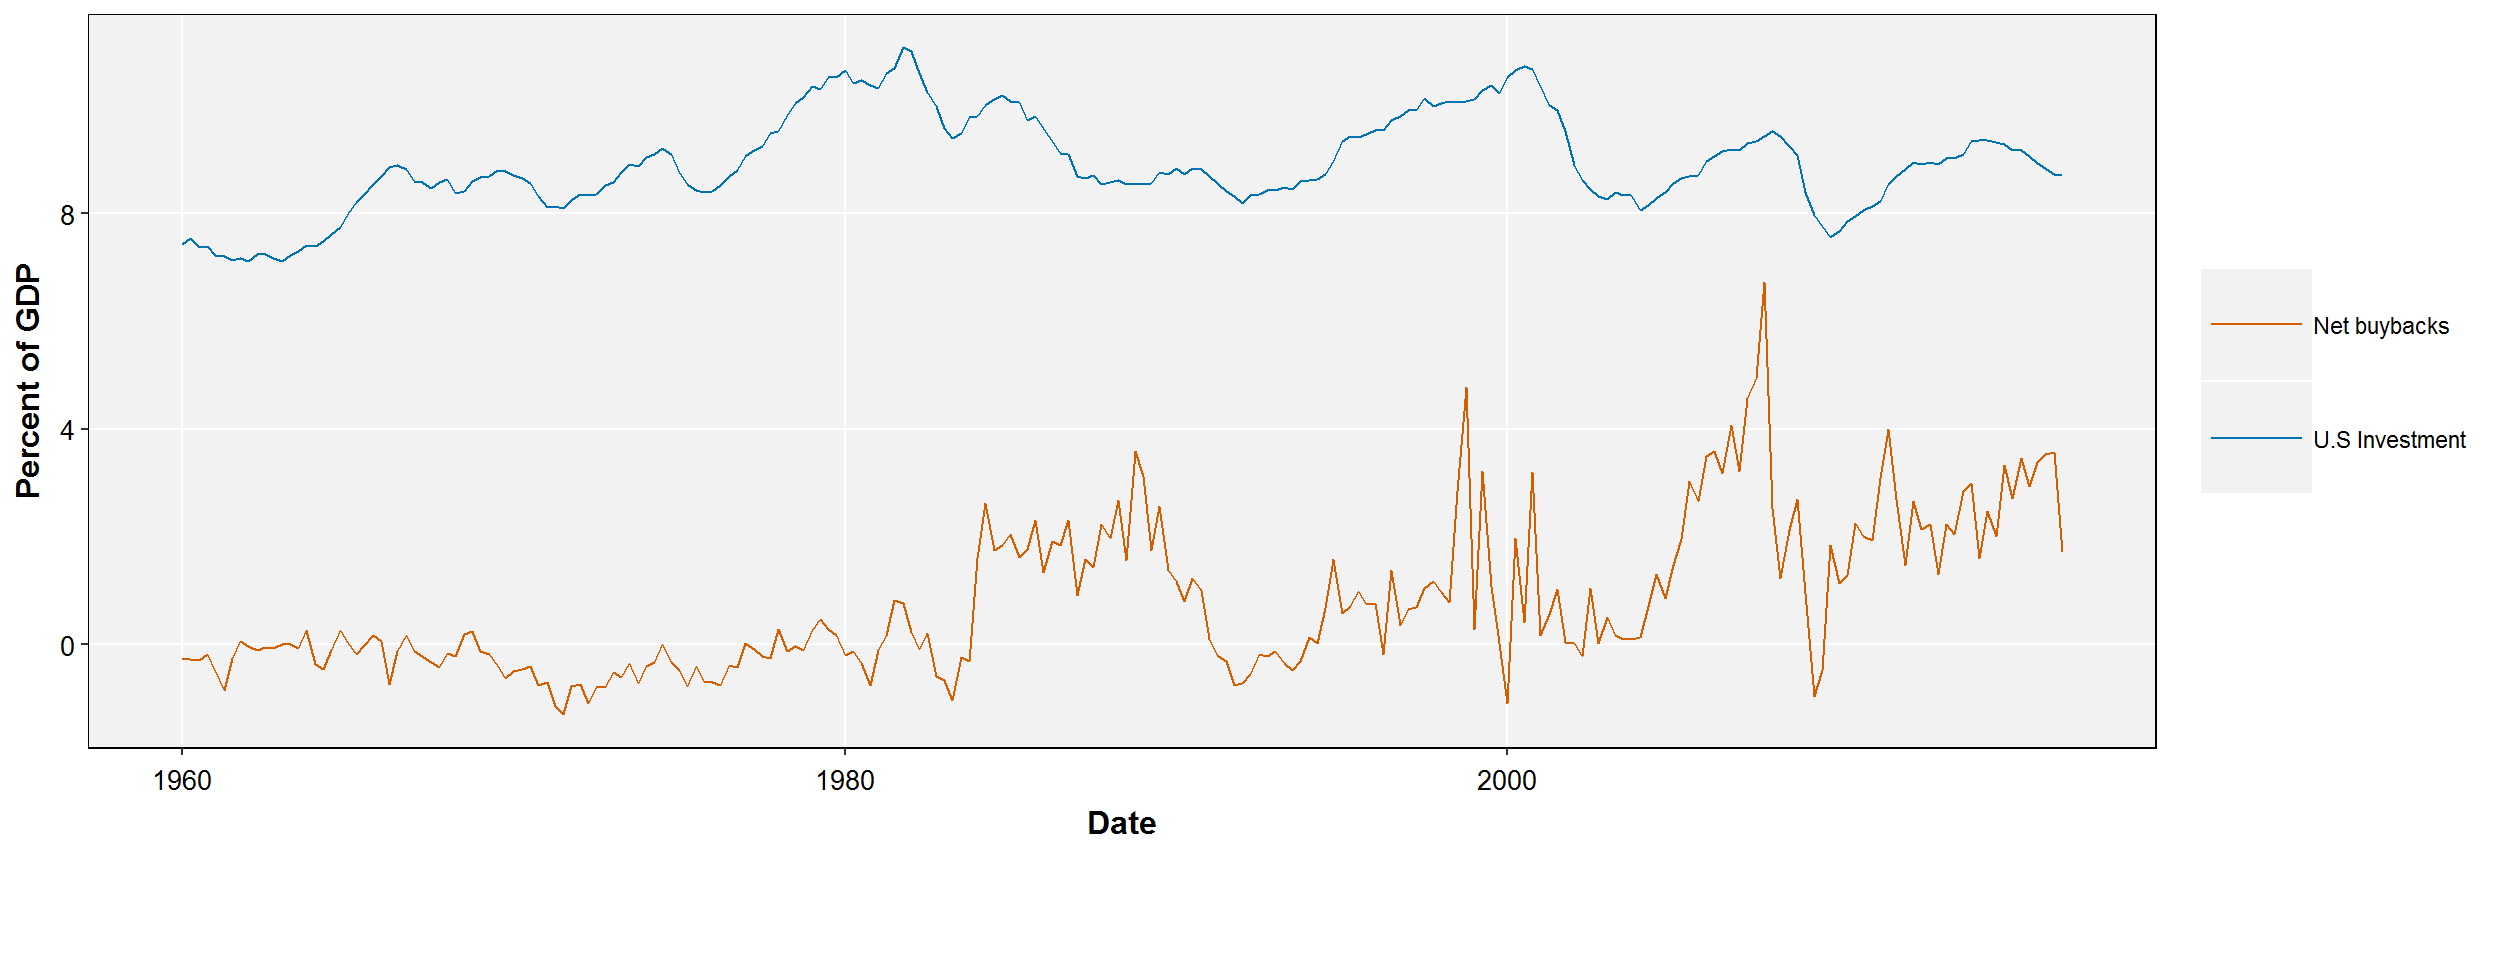 Percent of GDP
8
4
0
1960
1980
2000
Date
Net buybacks
U.S Investment